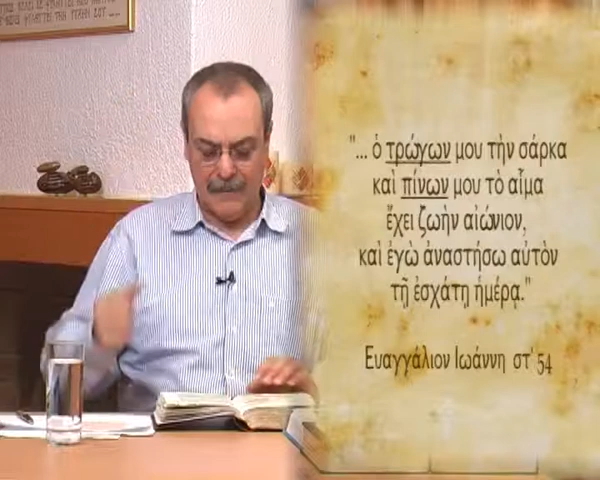 "... ὁ τρώγων μου τὴν σάρκα
καὶ πίνων μου τὸ αἷμα
ἔχει ζωὴν αἰώνιον,
καὶ ἐγὼ ἀναστήσω αὐτὸν
τῇ ἐσχάτῃ ἡμέρᾳ."
Ευαγγάλιον Ιωάννη στ΄ 54